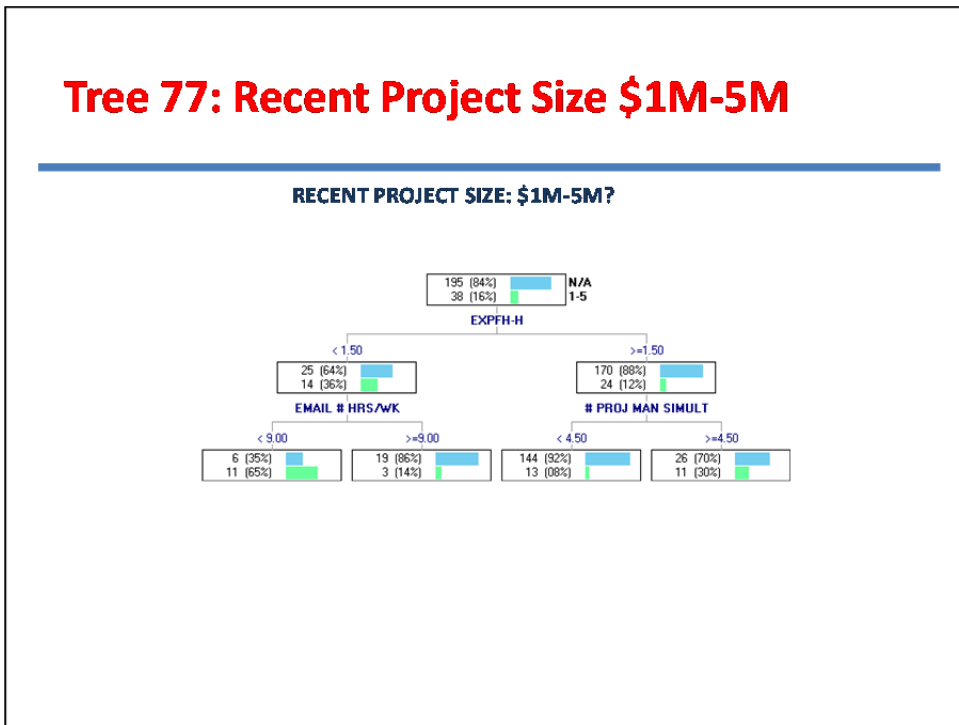 Tree 77: Recent Project Size $1M-5M
RECENT PROJECT SIZE: $1M-5M?
195 (84%) N/A
38 (16%) 1-5
EXPFH-H
< 1.50 >=1.50
25 (64%) 170 (88%)
14 (36%) 24 (12%)
EMAIL # HRS/WK # PROJ MAN SIMULT
< 9.00 >=9.00 < 4.50 >=4.50
6 (35%) 19 (86%) 144 (92%) 26 (70%)
11 (65%) 3 (14%) 13 (08%) 11 (30%)